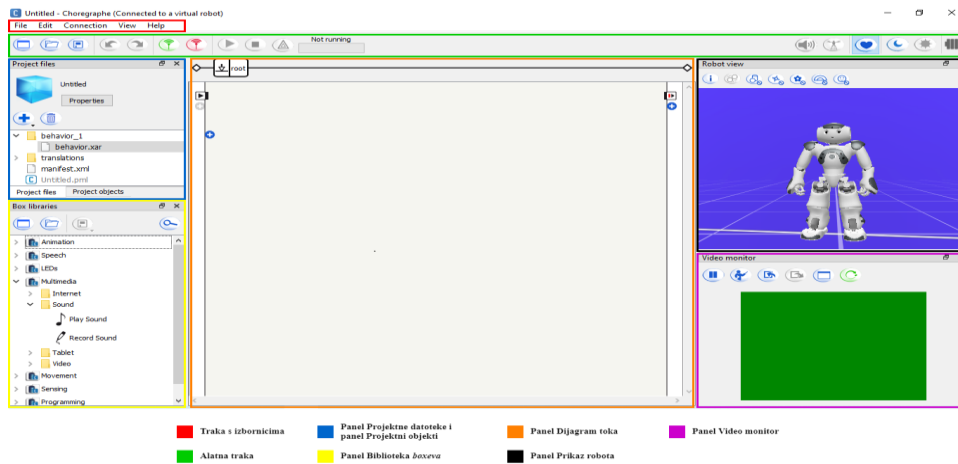 Untitled - Choregraphe (Connected to a virtual robot)
File Edit Connection View Help
Not running
Project files
Untitled
Properties
behavior_1
behavior.xar
translations
manifest.xml
Untitled.pml
Project files Project objects
Box libraries
Animation
Speech
LEDs
Multimedia
Internet
Sound
Play Sound
Record Sound
Tablet
Video
Movement
Sensing
Programming
root
Robot view
Video monitor
Traka s izbornicima
Alatna traka
Panel Projektne datoteke i
panel Projektni objekti
Panel Biblioteka boxeva
Panel Dijagram toka
Panel Prikaz robota
Panel Video monitor